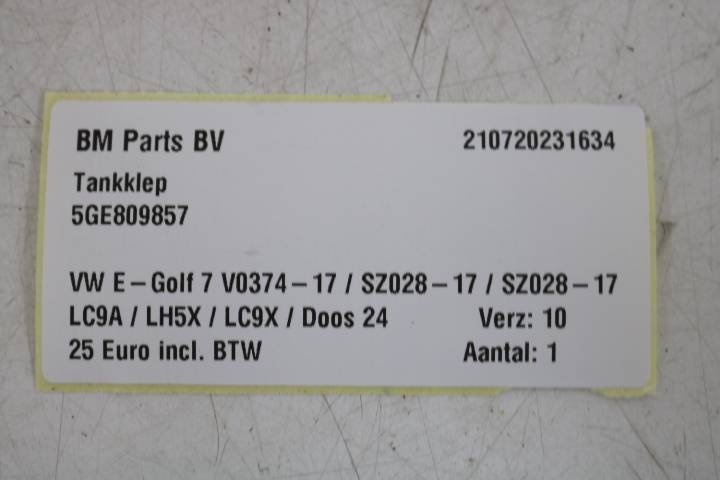 BM Parts BV 210720231634
Tankklep
5GE809857
VW E-Golf 7 V0374-17 / SZ028-17 / SZ028-17
LC9A / LH5X / LC9X / Doos 24 Verz: 10
25 Euro incl. BTW Aantal: 1